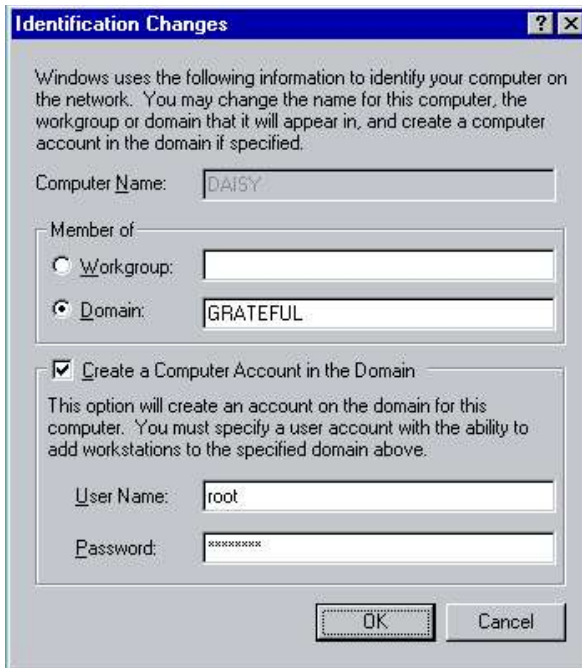 Identification Changes
Windows uses the following information to identify your computer on
the network. You may change the name for this computer, the
workgroup or domain that it will appear in, and create a computer
account in the domain if specified.
Computer Name: DAISY
Member of
Workgroup:
Domain: GRATEFUL
Create a Computer Account in the Domain
This option will create an account on the domain for this
computer. You must specify a user account with the ability to
add workstations to the specified domain above.
User Name: root
Password: ********
OK Cancel